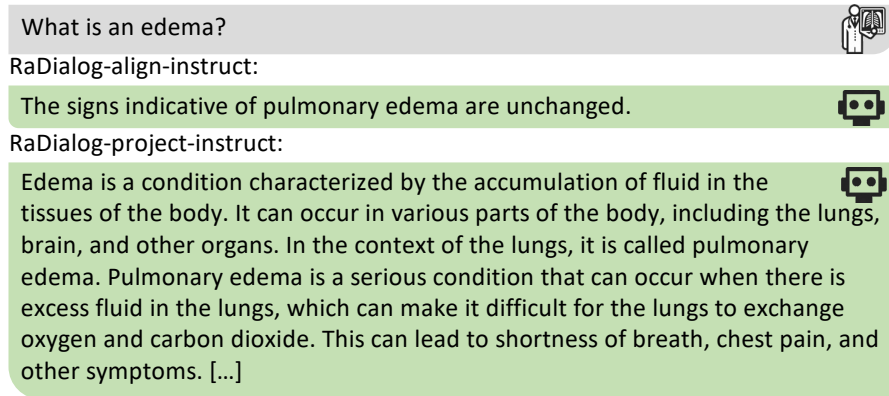 What is an edema?
RaDialog-align-instruct:
The signs indicative of pulmonary edema are unchanged.
RaDialog-project-instruct:
Edema is a condition characterized by the accumulation of fluid in the
tissues of the body. It can occur in various parts of the body, including the lungs,
brain, and other organs. In the context of the lungs, it is called pulmonary
edema. Pulmonary edema is a serious condition that can occur when there is
excess fluid in the lungs, which can make it difficult for the lungs to exchange
oxygen and carbon dioxide. This can lead to shortness of breath, chest pain, and
other symptoms. […]